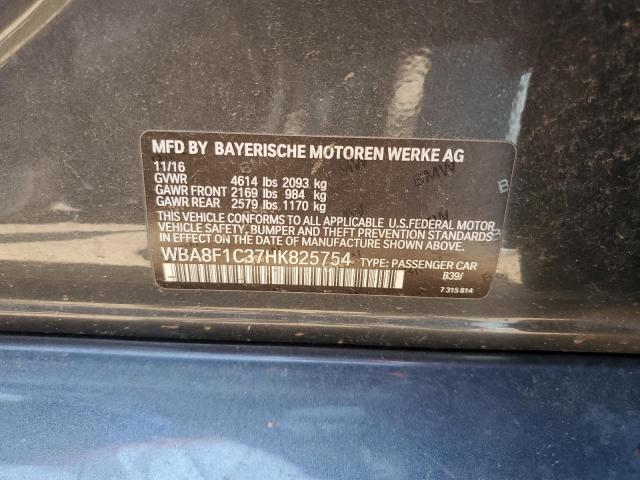 MFD BY BAYERISCHE MOTOREN WERKE AG
11/16
GVWR 4614 lbs 2093 kg
GAWR FRONT 2169 lbs 984 kg
GAWR REAR 2579 lbs 1170 kg
THIS VEHICLE CONFORMS TO ALL APPLICABLE U.S.FEDERAL MOTOR
VEHICLE SAFETY, BUMPER AND THEFT PREVENTION STANDARDS
IN EFFECT ON THE DATE OF MANUFACTURE SHOWN ABOVE.
WBA8F1C37HK825754 TYPE: PASSENGER CAR
B39/
7 315 814